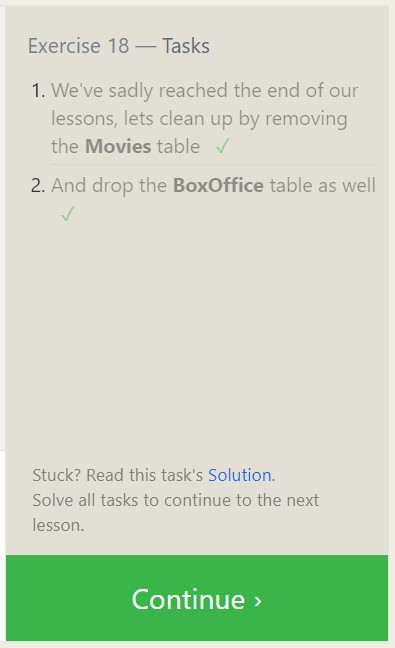 Exercise 18 — Tasks
1. We've sadly reached the end of our
lessons, lets clean up by removing
the Movies table ✓
2. And drop the BoxOffice table as well
✓
Stuck? Read this task's Solution.
Solve all tasks to continue to the next
lesson.
Continue ›